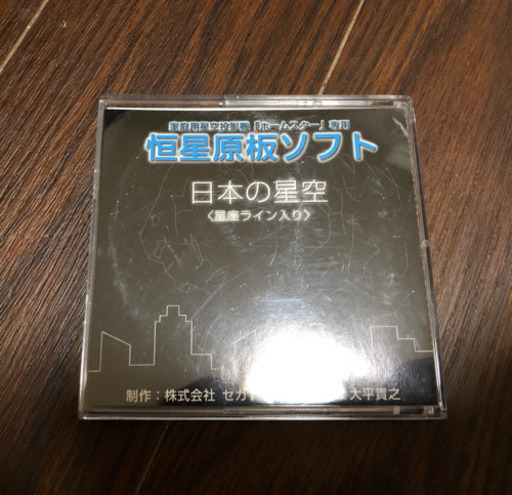 家庭用星空投影機「ホームスター」専用
恒星原板ソフト
日本の星空
〈星座ライン入り〉
制作：株式会社 セガト 大平貴之